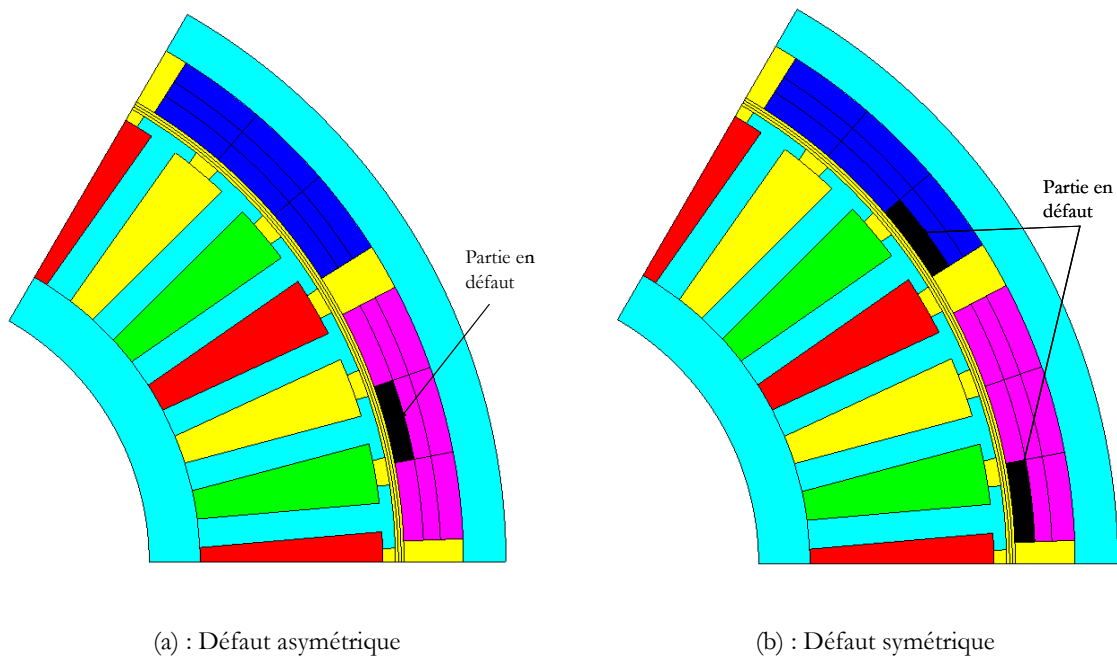 Partie en
défaut
Partie en
défaut
(a) : Défaut asymétrique
(b) : Défaut symétrique